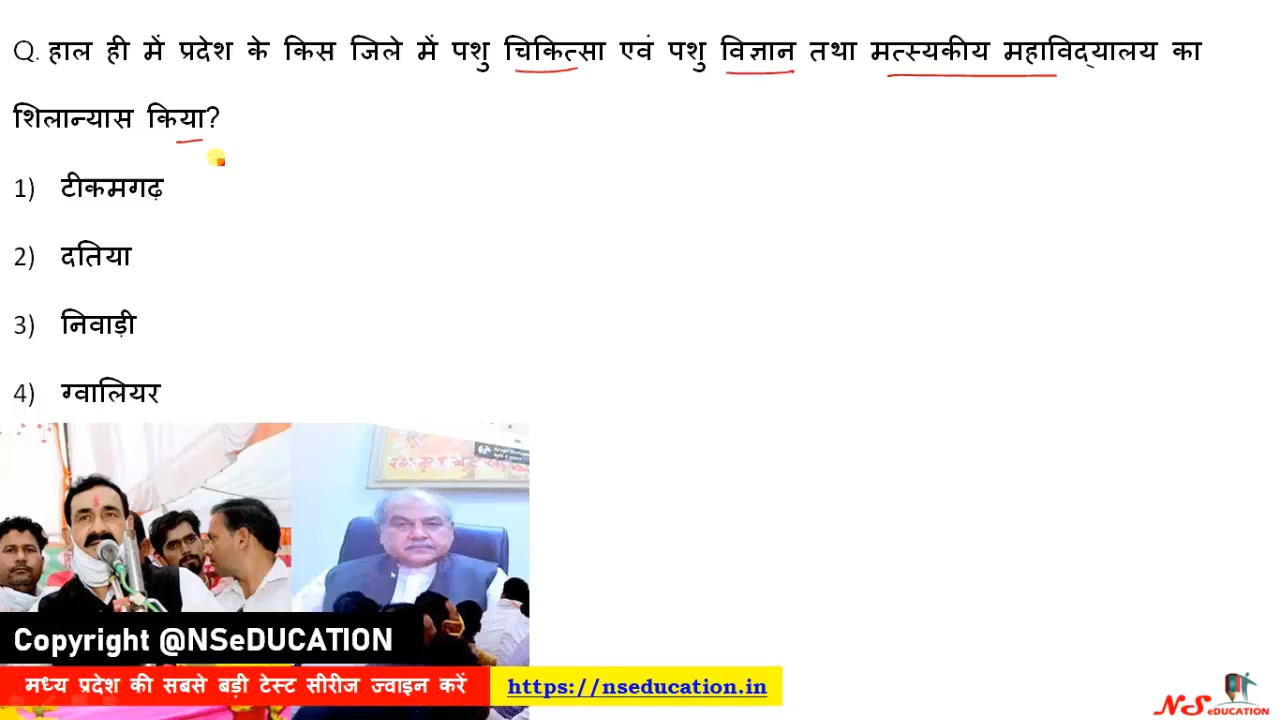 Q. हाल ही में प्रदेश के किस जिले में पशु चिकित्सा एवं पशु विज्ञान तथा मत्स्यकीय महाविद्यालय का
शिलान्यास किया?
1) टीकमगढ़
2) दतिया
3) निवाड़ी
4) ग्वालियर
Copyright @NSeDUCATION
मध्य प्रदेश की सबसे बड़ी टेस्ट सीरीज ज्वाइन करें https://nseducation.in
NS eDUCATION